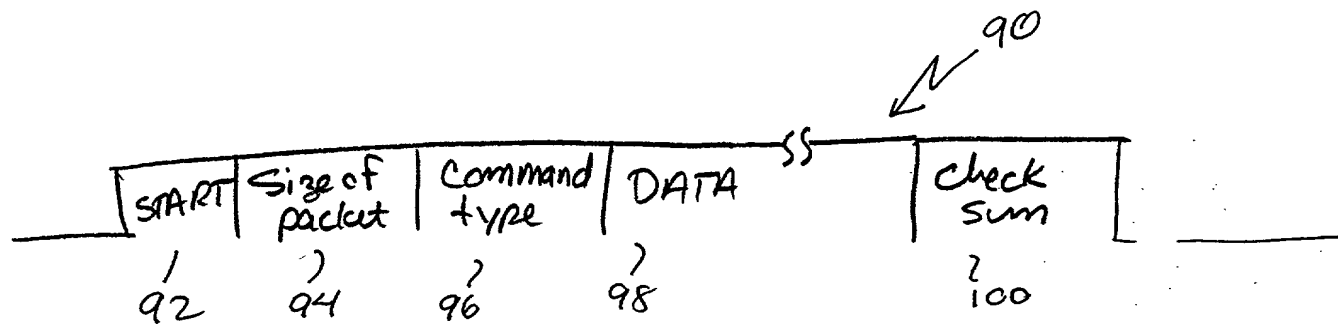 90
START
Size of
packet
Command
type
DATA
check
sum
92
94
96
98
100